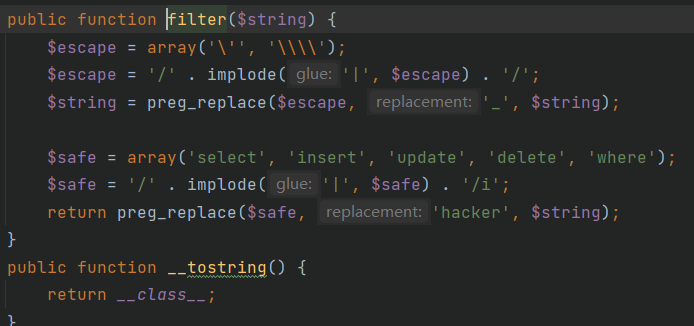 public function filter($string) {
$escape = array('\'', '\\\\');
$escape = '/' . implode( glue: '|', $escape) . '/';
$string = preg_replace($escape, replacement: '_', $string);
$safe = array('select', 'insert', 'update', 'delete', 'where');
$safe = '/' . implode( glue: '|', $safe) . '/i';
return preg_replace($safe, replacement: 'hacker', $string);
}
public function __tostring() {
return __class__;
}